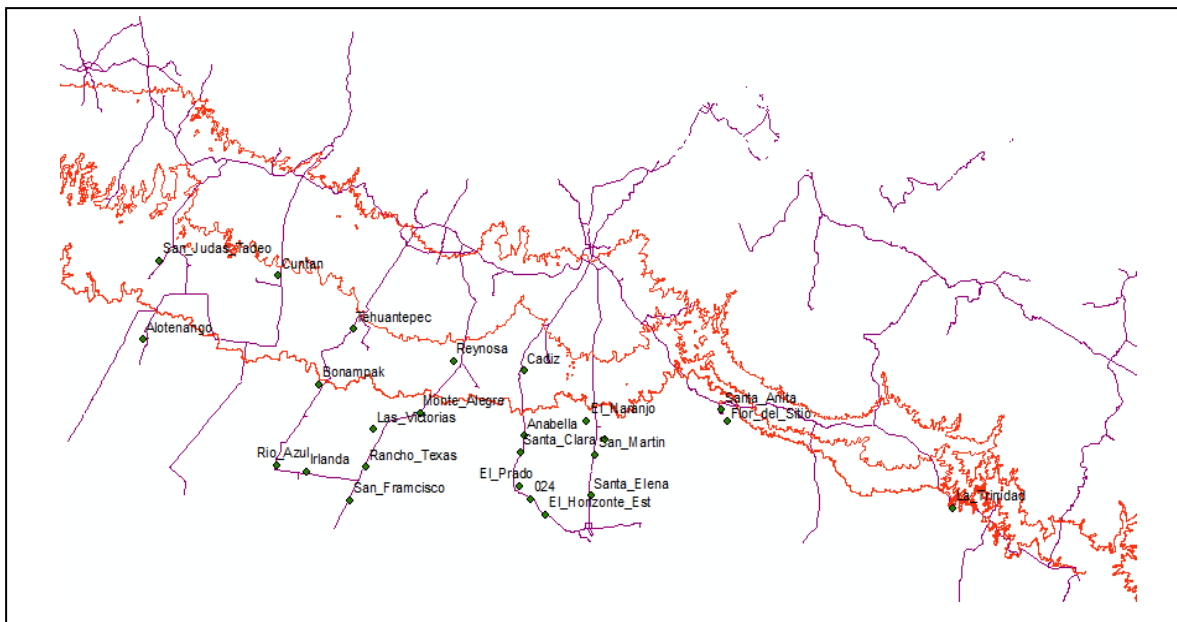 San_Judas_Tadeo
Cuntan
Alotenango
Tehuantepec
Reynosa
Cadiz
Bonampak
Monte_Alegre
Las_Victorias
Santa_Anita
Flor_del_Sitio
El_Naranjo
Anabella
Santa_Clara
San_Martin
Rio_Azul
Irlanda
Rancho_Texas
El_Prado
024
Santa_Elena
San_Framcisco
El_Horizonte_Est
La_Trinidad